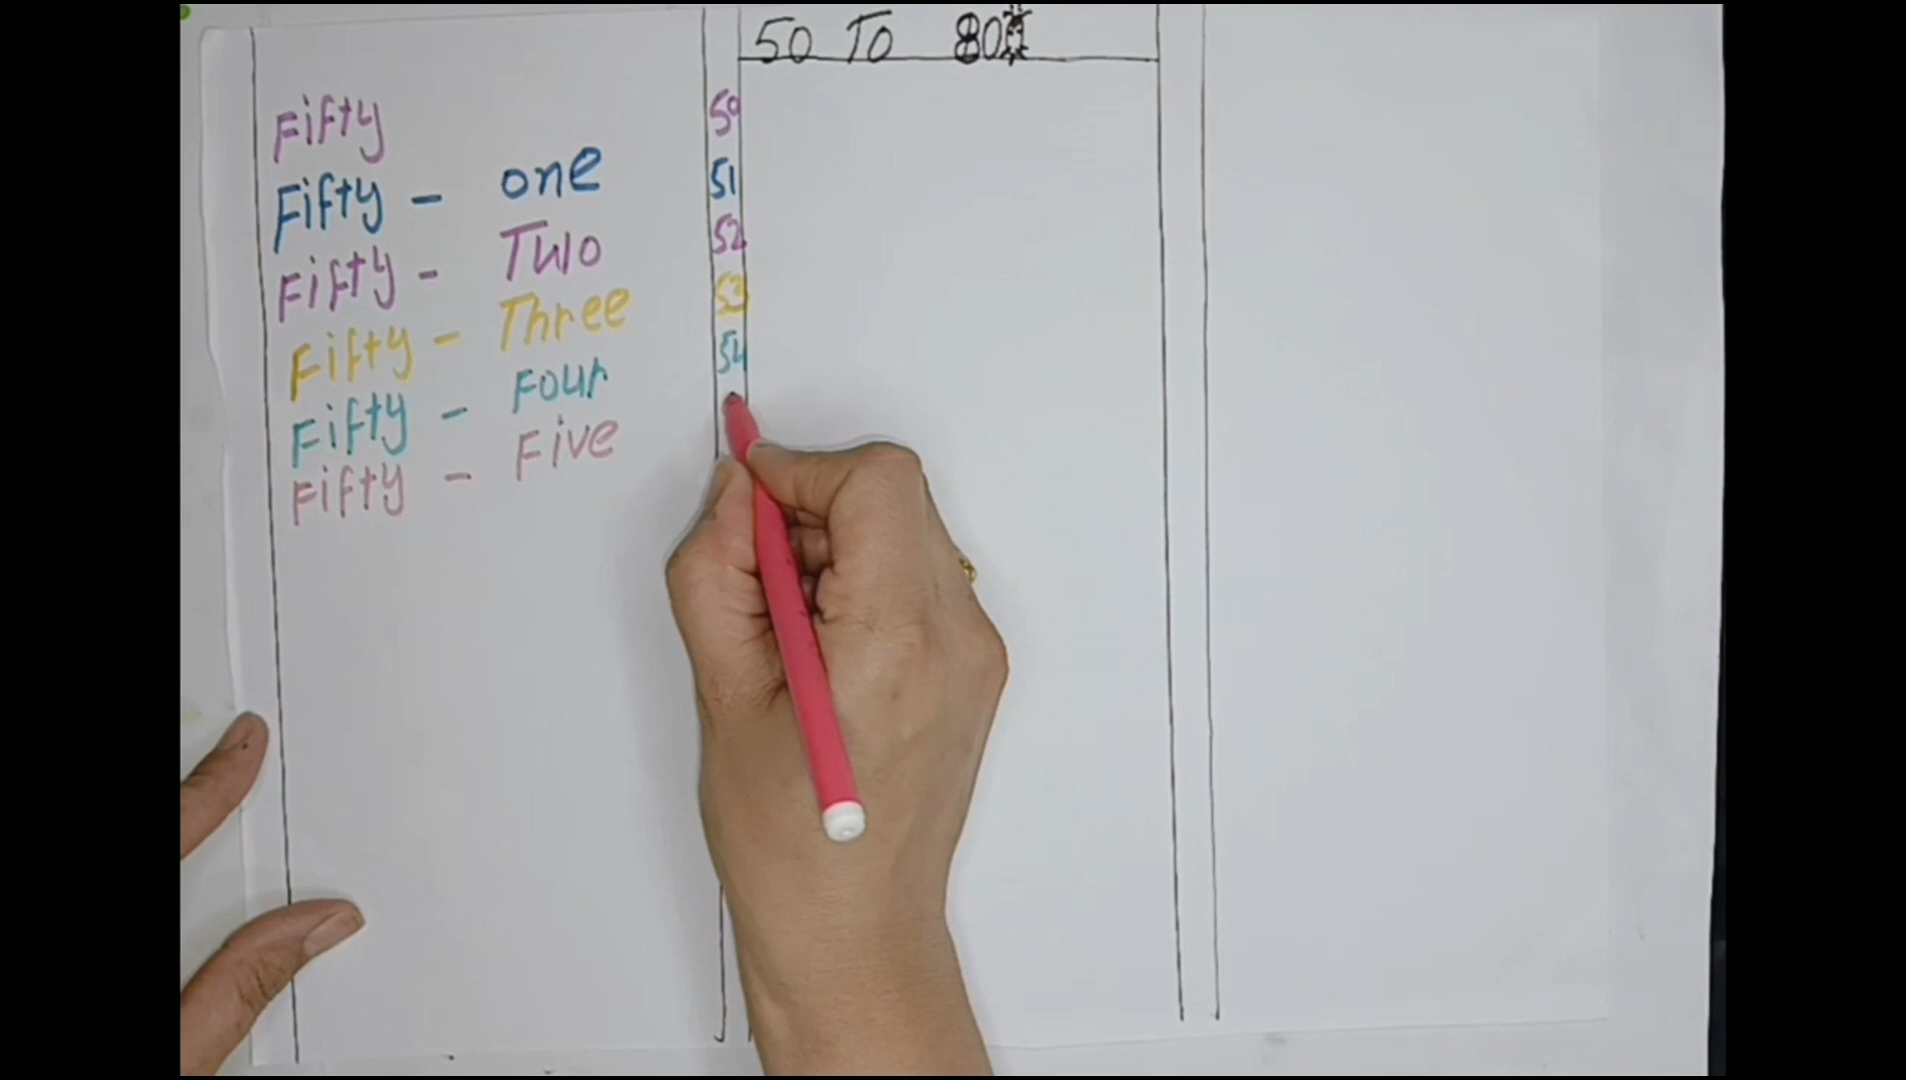 50 To 80
Fifty 50
Fifty - one 51
Fifty - Two 52
Fifty - Three 53
Fifty - Four 54
Fifty - Five